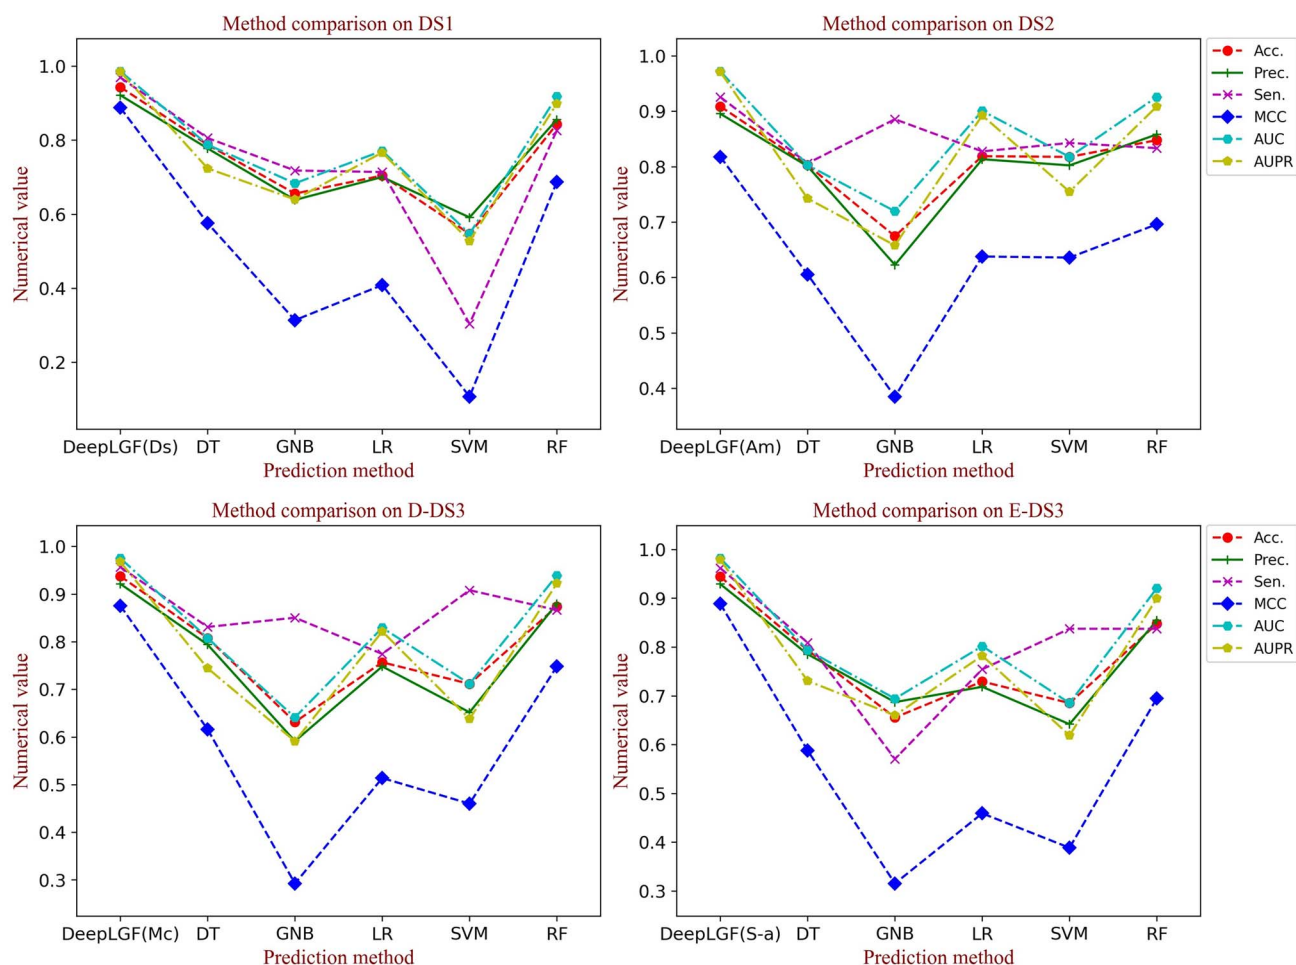 Method comparison on DS1
1.0
0.8
0.6
0.4
0.2
Numerical value
DeepLGF(Ds) DT GNB LR SVM RF
Prediction method
Method comparison on DS2
1.0
0.9
0.8
0.7
0.6
0.5
0.4
Numerical value
DeepLGF(Am) DT GNB LR SVM RF
Prediction method
Acc.
Prec.
Sen.
MCC
AUC
AUPR
Method comparison on D-DS3
1.0
0.9
0.8
0.7
0.6
0.5
0.4
0.3
Numerical value
DeepLGF(Mc) DT GNB LR SVM RF
Prediction method
Method comparison on E-DS3
1.0
0.9
0.8
0.7
0.6
0.5
0.4
0.3
Numerical value
DeepLGF(S-a) DT GNB LR SVM RF
Prediction method
Acc.
Prec.
Sen.
MCC
AUC
AUPR